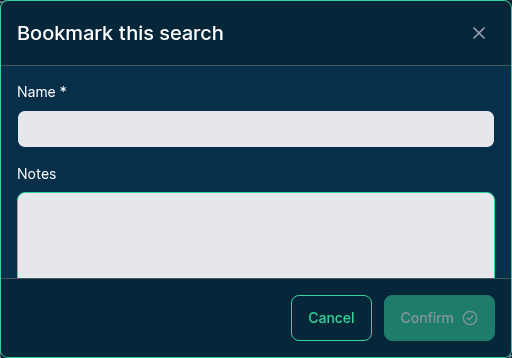 Bookmark this search
Name *
Notes
Cancel
Confirm